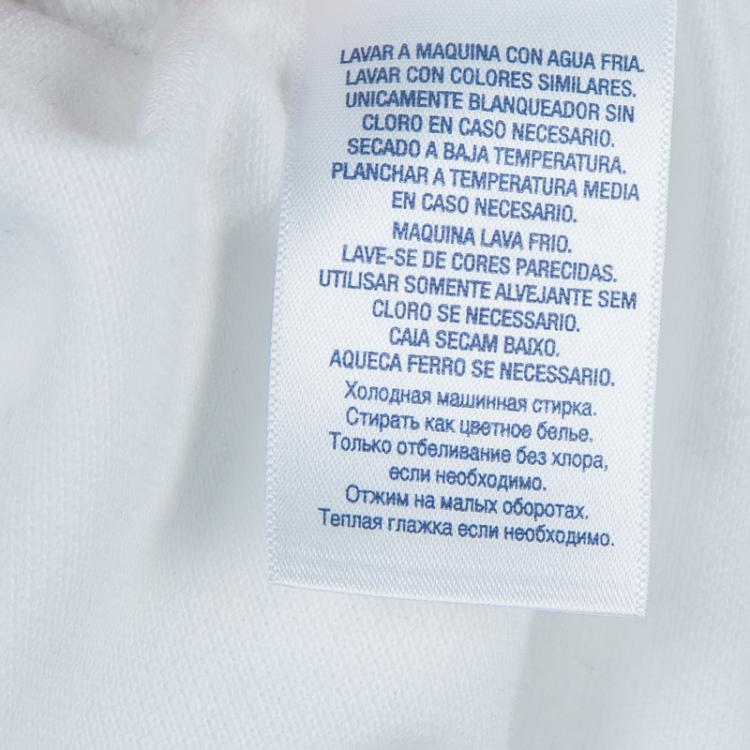 LAVAR A MAQUINA CON AGUA FRIA.
LAVAR CON COLORES SIMILARES.
UNICAMENTE BLANQUEADOR SIN
CLORO EN CASO NECESARIO.
SECADO A BAJA TEMPERATURA.
PLANCHAR A TEMPERATURA MEDIA
EN CASO NECESARIO.
MAQUINA LAVA FRIO.
LAVE-SE DE CORES PARECIDAS.
UTILISAR SOMENTE ALVEJANTE SEM
CLORO SE NECESSARIO.
CAIA SECAM BAIXO.
AQUECA FERRO SE NECESSARIO.
Холодная машинная стирка.
Стирать как цветное белье.
Только отбеливание без хлора,
если необходимо.
Отжим на малых оборотах.
Теплая глажка если необходимо.